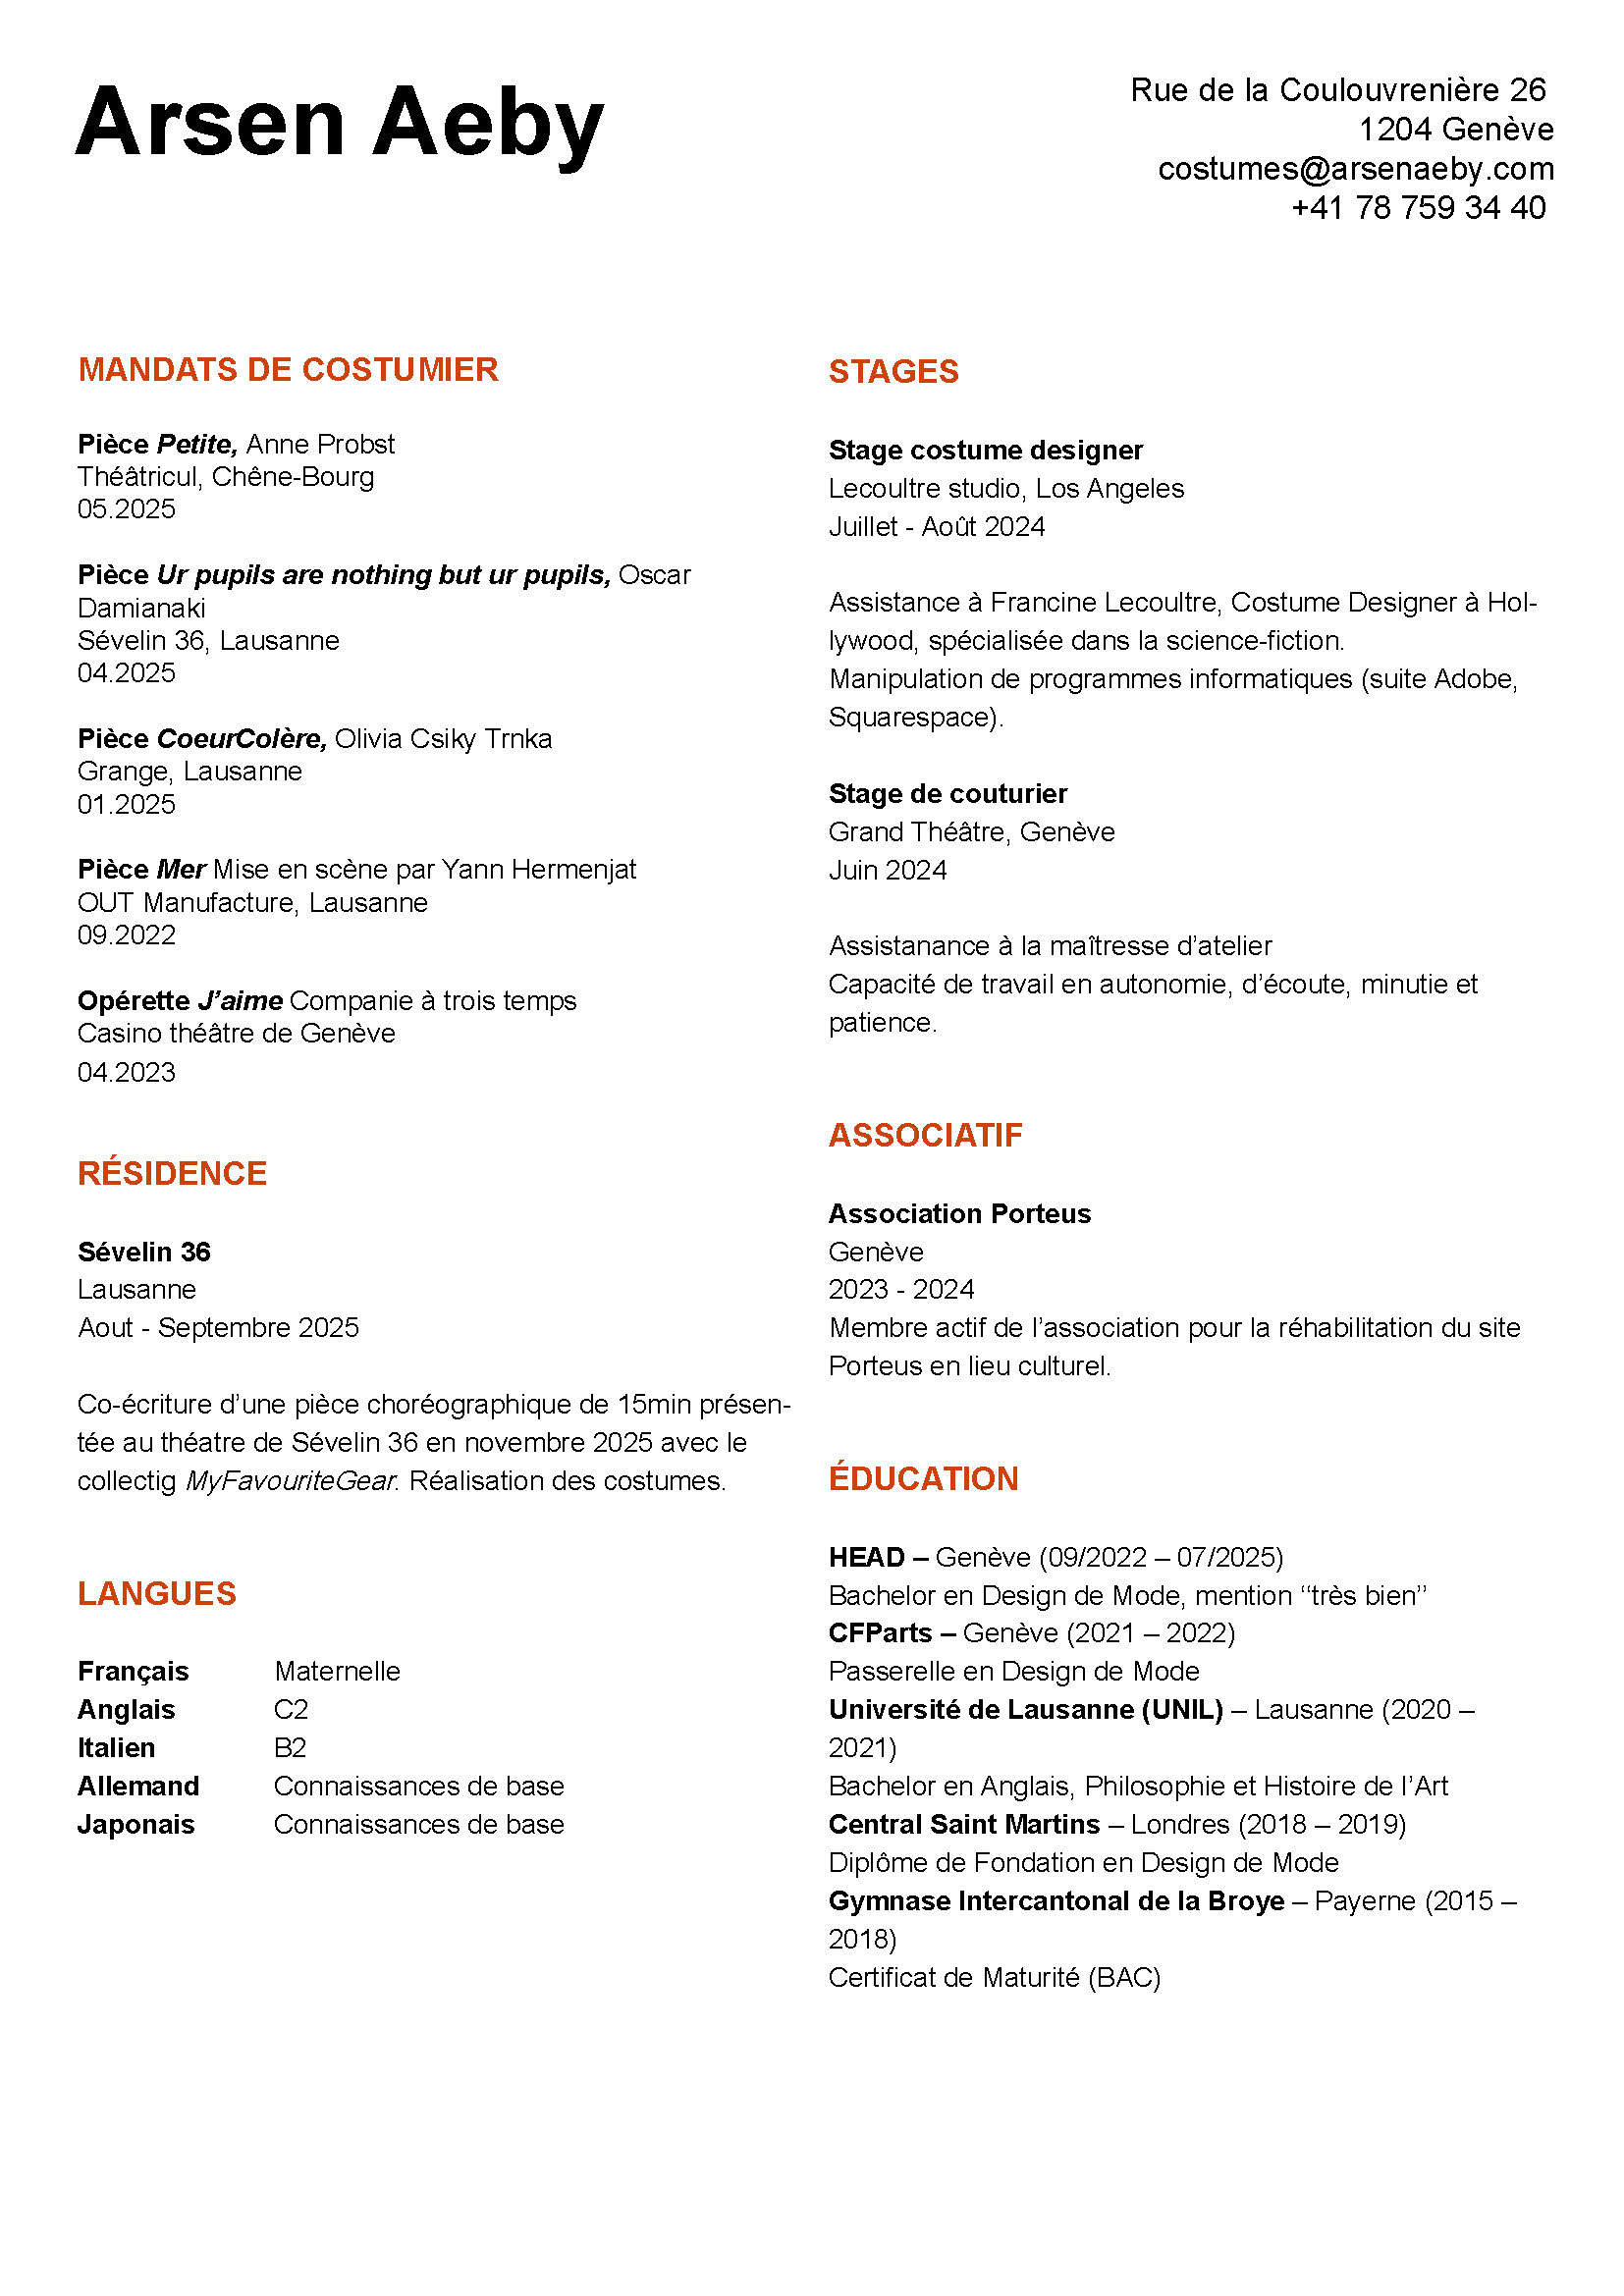 Arsen Aeby
Rue de la Coulouvrenière 26
1204 Genève
costumes@arsenaeby.com
+41 78 759 34 40
MANDATS DE COSTUMIER
Pièce Petite, Anne Probst
Théâtricul, Chêne-Bourg
05.2025
Pièce Ur pupils are nothing but ur pupils, Oscar
Damianaki
Sévelin 36, Lausanne
04.2025
Pièce CoeurColère, Olivia Csiky Trnka
Grange, Lausanne
01.2025
Pièce Mer Mise en scène par Yann Hermenjat
OUT Manufacture, Lausanne
09.2022
Opérette J’aime Companie à trois temps
Casino théâtre de Genève
04.2023
RÉSIDENCE
Sévelin 36
Lausanne
Aout - Septembre 2025
Co-écriture d’une pièce choréographique de 15min présen-
tée au théatre de Sévelin 36 en novembre 2025 avec le
collectig MyFavouriteGear. Réalisation des costumes.
LANGUES
Français Maternelle
Anglais C2
Italien B2
Allemand Connaissances de base
Japonais Connaissances de base
STAGES
Stage costume designer
Lecoultre studio, Los Angeles
Juillet - Août 2024
Assistance à Francine Lecoultre, Costume Designer à Hol-
lywood, spécialisée dans la science-fiction.
Manipulation de programmes informatiques (suite Adobe,
Squarespace).
Stage de couturier
Grand Théâtre, Genève
Juin 2024
Assistanance à la maîtresse d’atelier
Capacité de travail en autonomie, d’écoute, minutie et
patience.
ASSOCIATIF
Association Porteus
Genève
2023 - 2024
Membre actif de l’association pour la réhabilitation du site
Porteus en lieu culturel.
ÉDUCATION
HEAD – Genève (09/2022 – 07/2025)
Bachelor en Design de Mode, mention ‘‘très bien’’
CFParts – Genève (2021 – 2022)
Passerelle en Design de Mode
Université de Lausanne (UNIL) – Lausanne (2020 –
2021)
Bachelor en Anglais, Philosophie et Histoire de l’Art
Central Saint Martins – Londres (2018 – 2019)
Diplôme de Fondation en Design de Mode
Gymnase Intercantonal de la Broye – Payerne (2015 –
2018)
Certificat de Maturité (BAC)